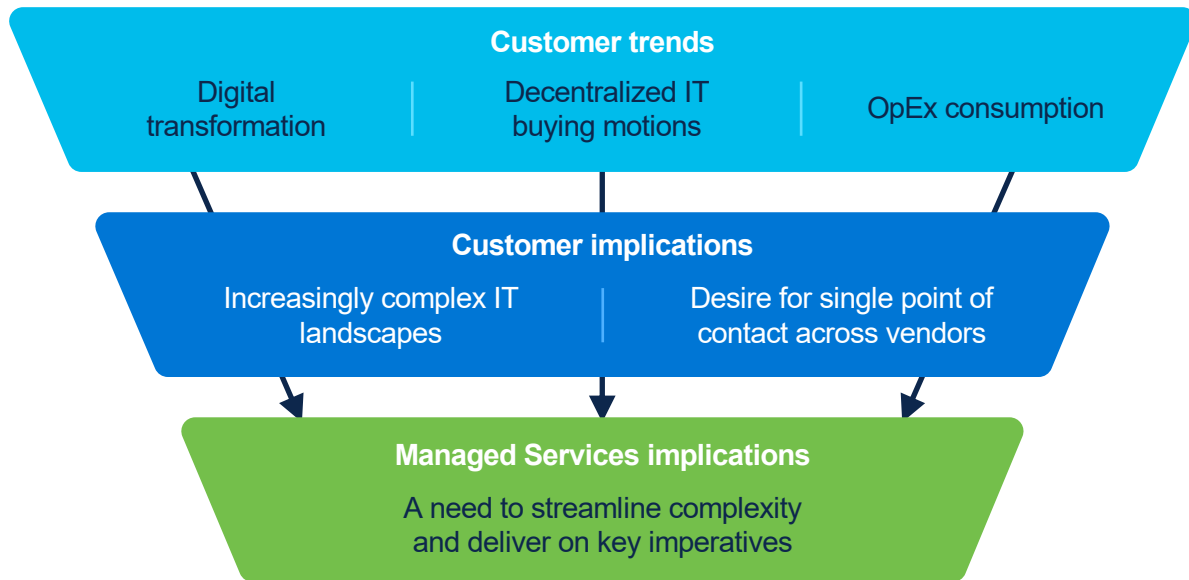 Customer trends
Digital
transformation
Decentralized IT
buying motions
OpEx consumption
Customer implications
Increasingly complex IT
landscapes
Desire for single point of
contact across vendors
Managed Services implications
A need to streamline complexity
and deliver on key imperatives